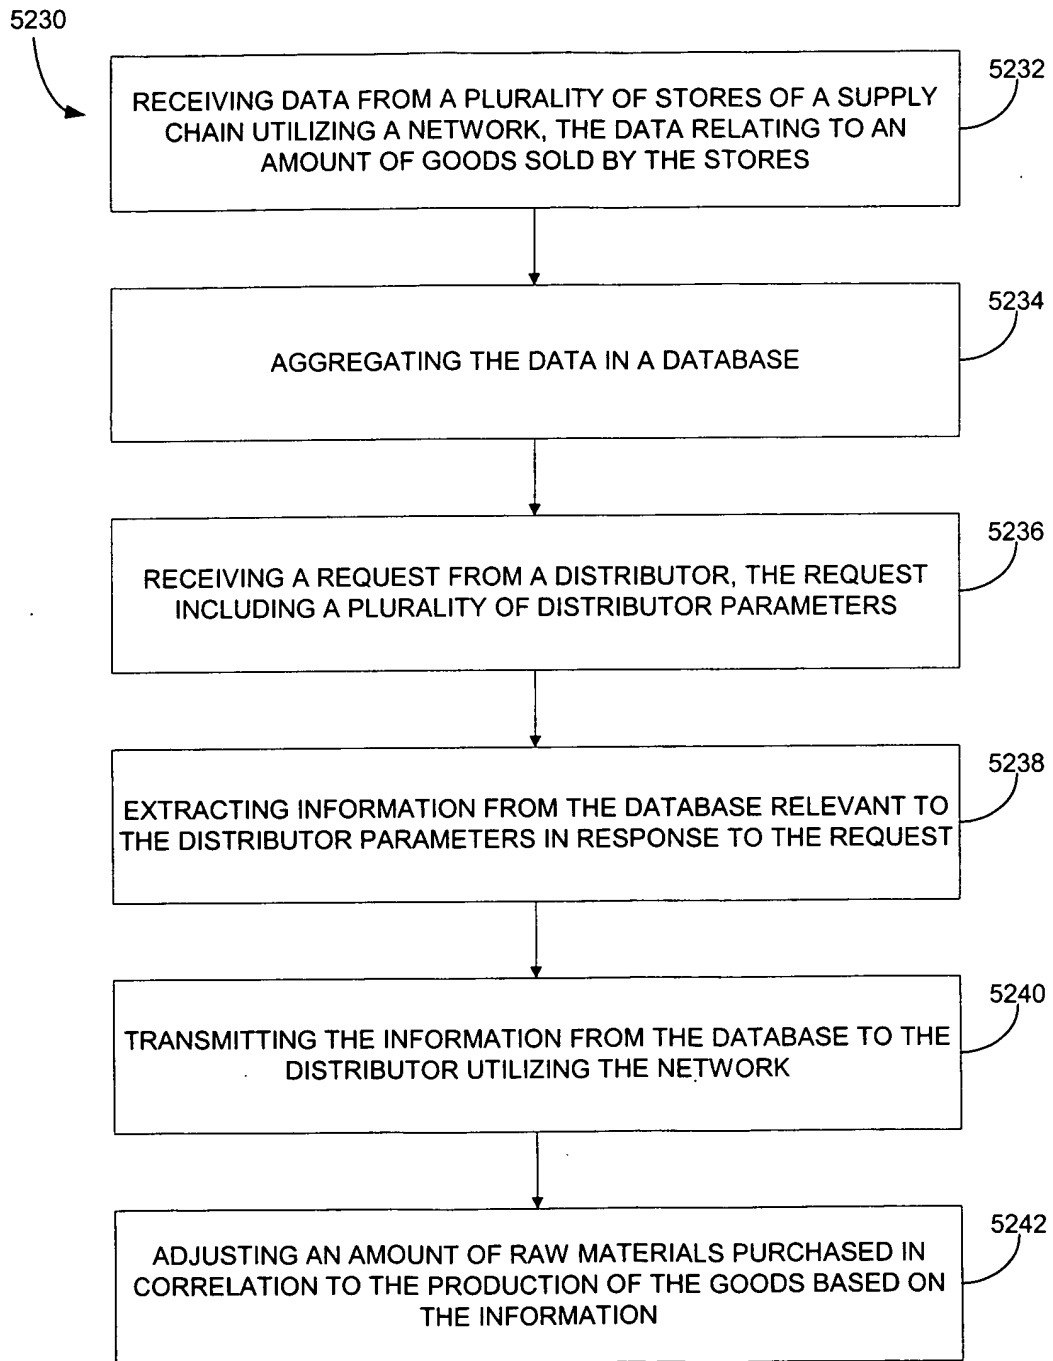 5230
5232
RECEIVING DATA FROM A PLURALITY OF STORES OF A SUPPLY
CHAIN UTILIZING A NETWORK, THE DATA RELATING TO AN
AMOUNT OF GOODS SOLD BY THE STORES
5234
AGGREGATING THE DATA IN A DATABASE
5236
RECEIVING A REQUEST FROM A DISTRIBUTOR, THE REQUEST
INCLUDING A PLURALITY OF DISTRIBUTOR PARAMETERS
5238
EXTRACTING INFORMATION FROM THE DATABASE RELEVANT TO
THE DISTRIBUTOR PARAMETERS IN RESPONSE TO THE REQUEST
5240
TRANSMITTING THE INFORMATION FROM THE DATABASE TO THE
DISTRIBUTOR UTILIZING THE NETWORK
5242
ADJUSTING AN AMOUNT OF RAW MATERIALS PURCHASED IN
CORRELATION TO THE PRODUCTION OF THE GOODS BASED ON
THE INFORMATION